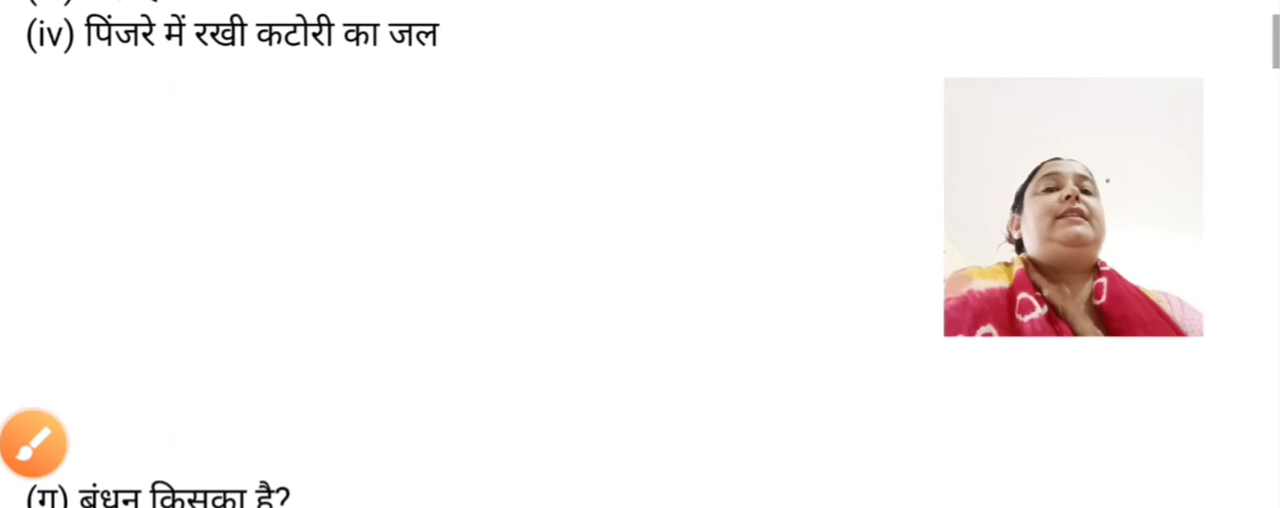 (iv) पिंजरे में रखी कटोरी का जल
(ग) बंधन किसका है?